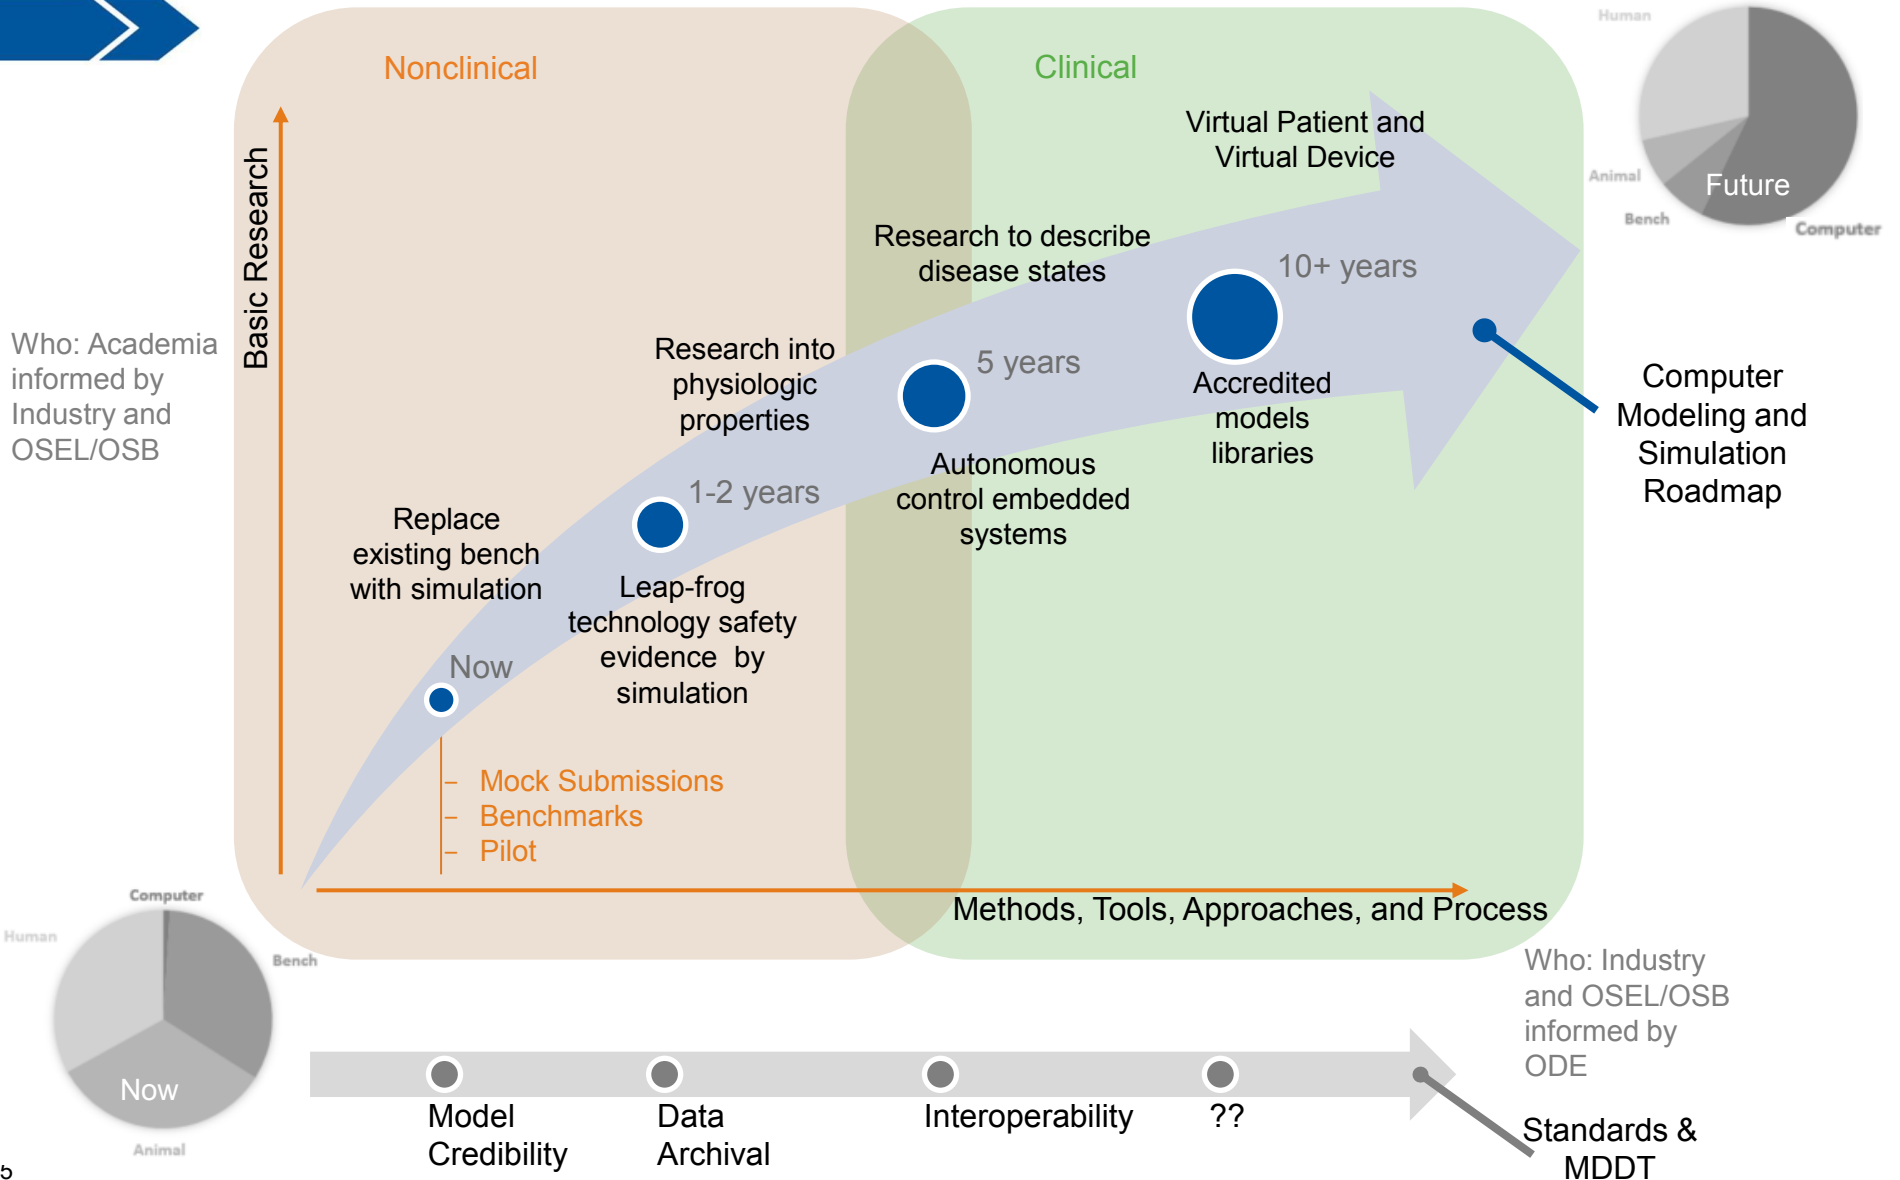 Nonclinical
Clinical
Human
Animal
Bench
Computer
Future
Basic Research
Virtual Patient and
Virtual Device
Research to describe
disease states
10+ years
Research into
physiologic
properties
5 years
Accredited
models
libraries
Who: Academia
informed by
Industry and
OSEL/OSB
Computer
Modeling and
Simulation
Roadmap
Autonomous
control embedded
systems
1-2 years
Replace
existing bench
with simulation
Leap-frog
technology safety
evidence by
simulation
Now
– Mock Submissions
– Benchmarks
– Pilot
Methods, Tools, Approaches, and Process
Computer
Human
Bench
Now
Animal
Who: Industry
and OSEL/OSB
informed by
ODE
Model
Credibility
Data
Archival
Interoperability
??
Standards &
MDDT
5